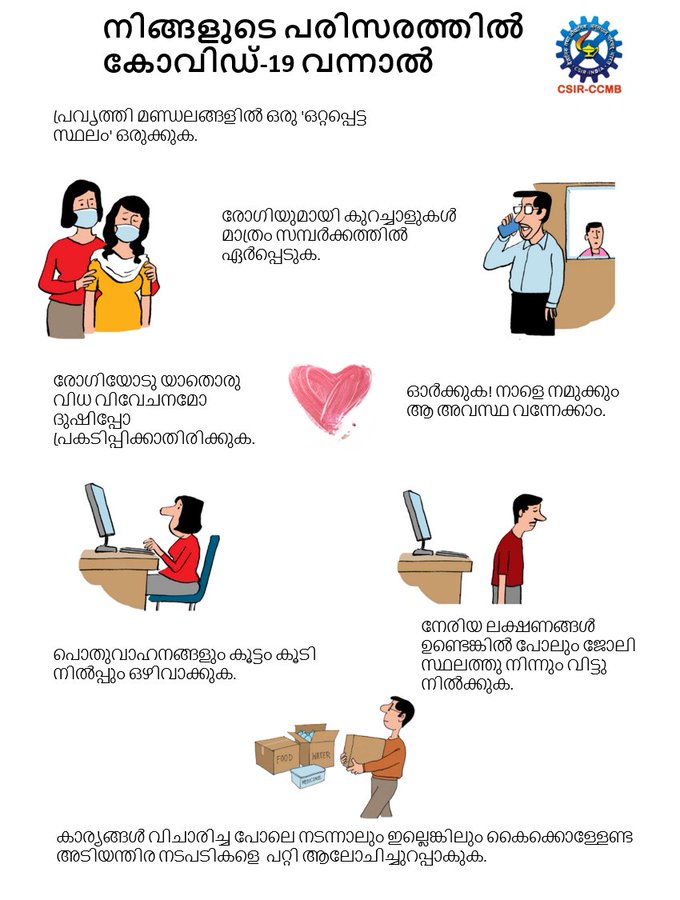 നിങ്ങളുടെ പരിസരത്തിൽ
കോവിഡ്-19 വന്നാൽ
CSIR-CCMB
പ്രവൃത്തി മണ്ഡലങ്ങളിൽ ഒരു 'ഒറ്റപ്പെട്ട
സ്ഥലം' ഒരുക്കുക.
രോഗിയുമായി കുറച്ചാളുകൾ
മാത്രം സമ്പർക്കത്തിൽ
ഏർപ്പെടുക.
രോഗിയോടു യാതൊരു
വിധ വിവേചനമോ
ദുഷിപ്പോ
പ്രകടിപ്പിക്കാതിരിക്കുക.
ഓർക്കുക! നാളെ നമുക്കും
ആ അവസ്ഥ വന്നേക്കാം.
പൊതുവാഹനങ്ങളും കൂട്ടം കൂടി
നിൽപ്പും ഒഴിവാക്കുക.
നേരിയ ലക്ഷണങ്ങൾ
ഉണ്ടെങ്കിൽ പോലും ജോലി
സ്ഥലത്തു നിന്നും വിട്ടു
നിൽക്കുക.
FOOD
WATER
MEDICINE
കാര്യങ്ങൾ വിചാരിച്ച പോലെ നടന്നാലും ഇല്ലെങ്കിലും കൈക്കൊള്ളേണ്ട
അടിയന്തിര നടപടികളെ പറ്റി ആലോചിച്ചുറപ്പാകുക.